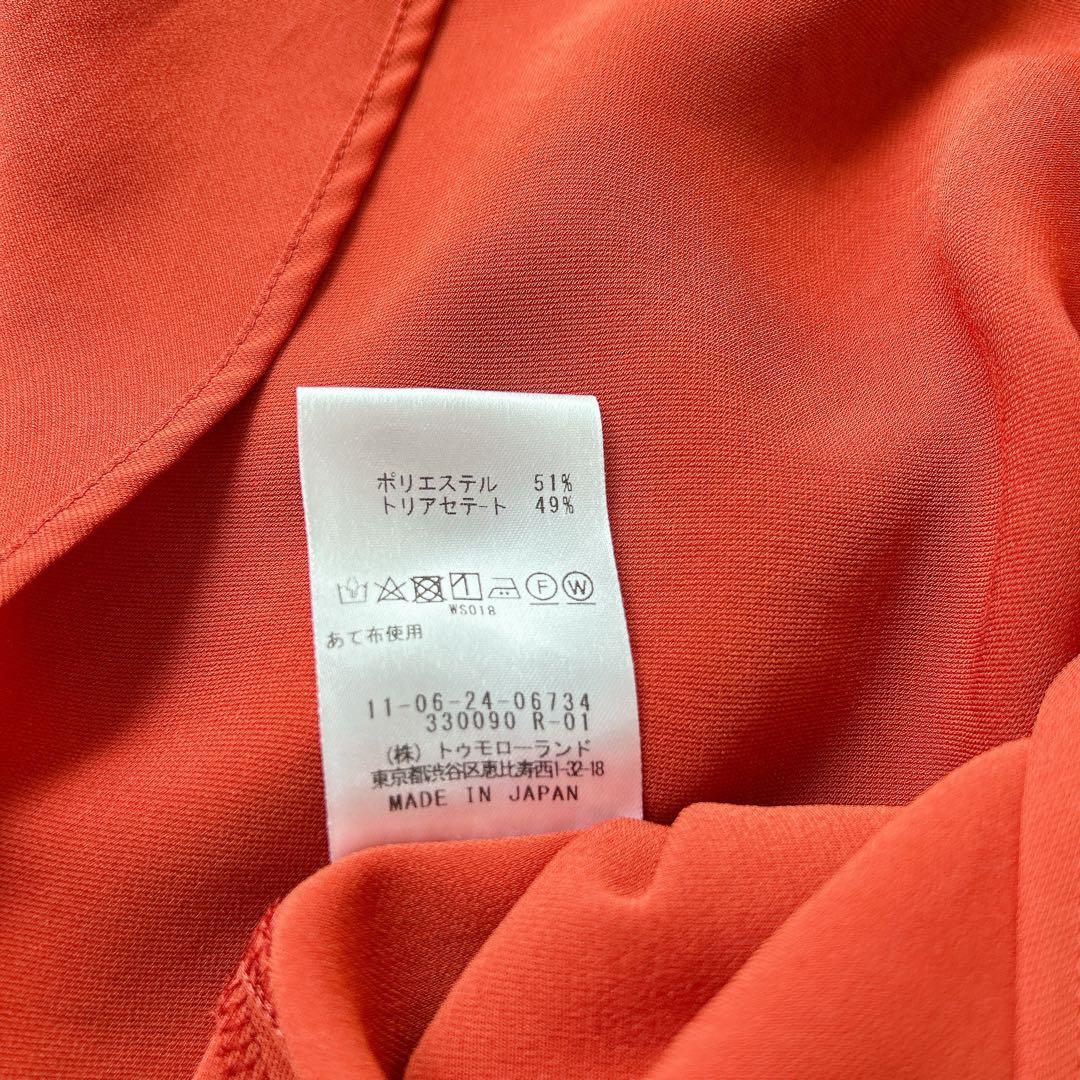 ポリエステル 51%
トリアセテート 49%
F W
WS018
あて布使用
11-06-24-06734
330090 R-01
(株) トゥモローランド
東京都渋谷区恵比寿西1-32-18
MADE IN JAPAN